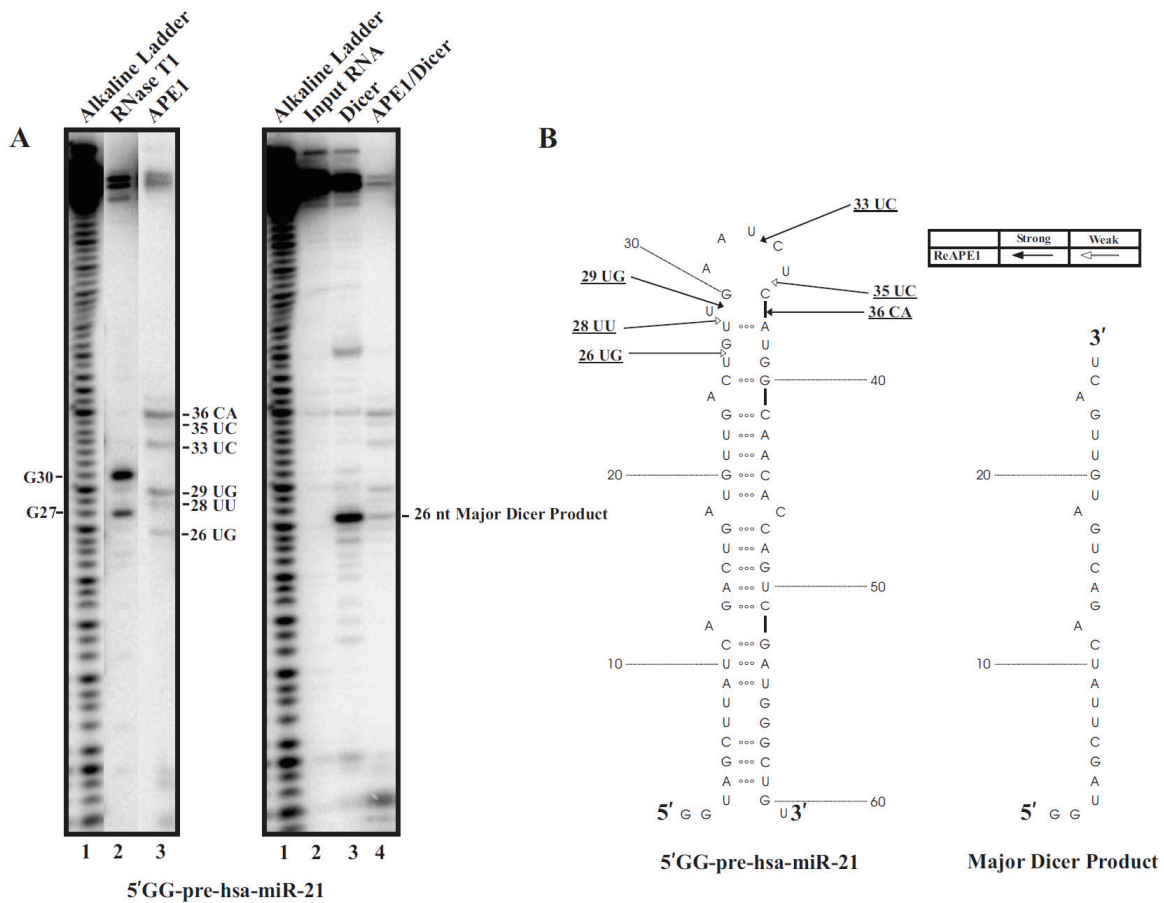 A
Alkaline Ladder
RNase T1
APE1
Alkaline Ladder
Input RNA
Dicer
APE1/Dicer
36 CA
35 UC
33 UC
G30
29 UG
28 UU
G27
26 UG
26 nt Major Dicer Product
1 2 3
1 2 3 4
5'GG-pre-hsa-miR-21
B
33 UC
Strong Weak
ReAPE1
U
A C
30
A U
29 UG
G C
35 UC
U
36 CA
28 UU
U A
G U
26 UG
U G
C G
40
A
G C
U A
U A
20
G C
U A
A C
G C
U A
C G
A U
50
G C
A
C G
10
U A
A U
U G
U G
C G
G C
A U
U G
60
5' G G
U 3'
5'GG-pre-hsa-miR-21
3'
U
C
A
G
U
U
20
G
U
A
G
U
C
A
G
A
C
10
U
A
U
U
C
G
A
U
5' G G
Major Dicer Product